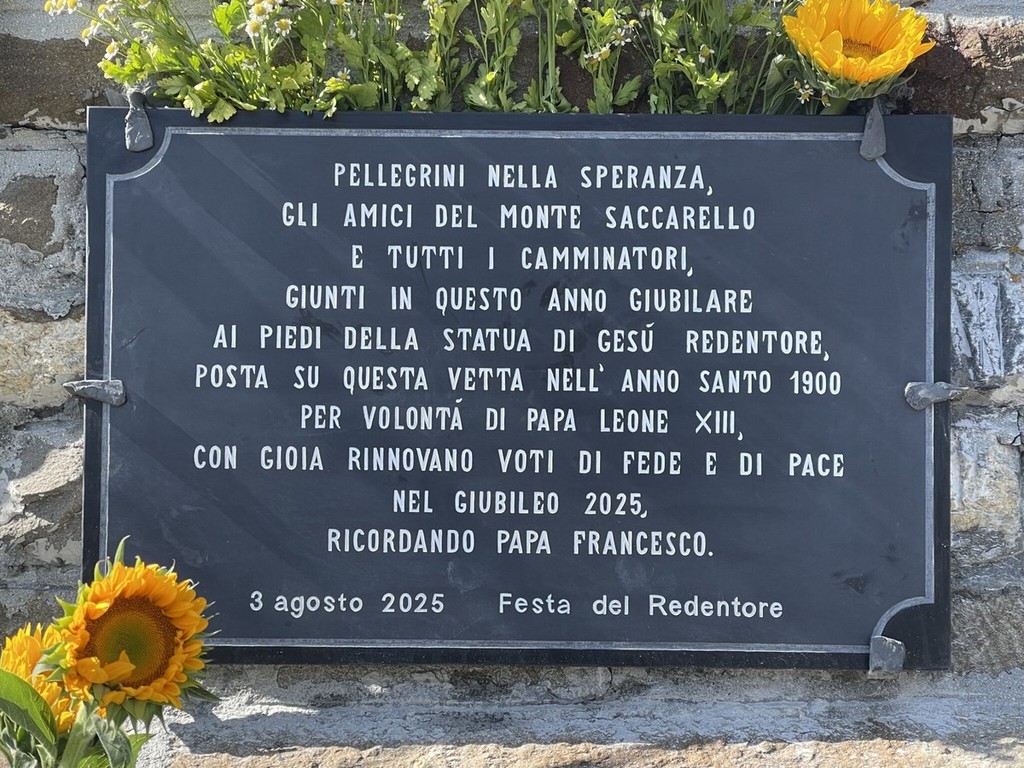 PELLEGRINI NELLA SPERANZA,
GLI AMICI DEL MONTE SACCARELLO
E TUTTI I CAMMINATORI,
GIUNTI IN QUESTO ANNO GIUBILARE
AI PIEDI DELLA STATUA DI GESÚ REDENTORE,
POSTA SU QUESTA VETTA NELL' ANNO SANTO 1900
PER VOLONTÁ DI PAPA LEONE XIII,
CON GIOIA RINNOVANO VOTI DI FEDE E DI PACE
NEL GIUBILEO 2025,
RICORDANDO PAPA FRANCESCO.
3 agosto 2025 Festa del Redentore